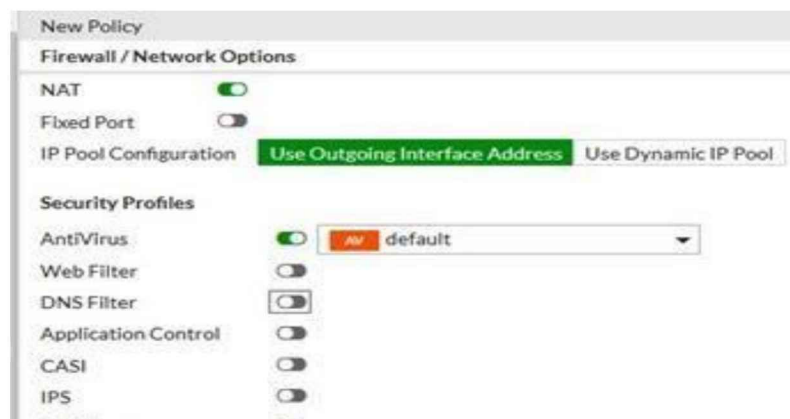 New Policy
Firewall / Network Options
NAT
Fixed Port
IP Pool Configuration Use Outgoing Interface Address Use Dynamic IP Pool
Security Profiles
AntiVirus AV default
Web Filter
DNS Filter
Application Control
CASI
IPS